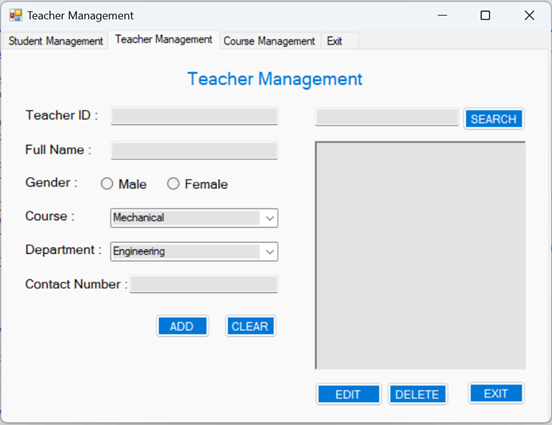 Teacher Management
Student Management Teacher Management Course Management Exit
Teacher Management
Teacher ID :
SEARCH
Full Name :
Gender : Male Female
Course : Mechanical
Department : Engineering
Contact Number :
ADD CLEAR
EDIT DELETE EXIT